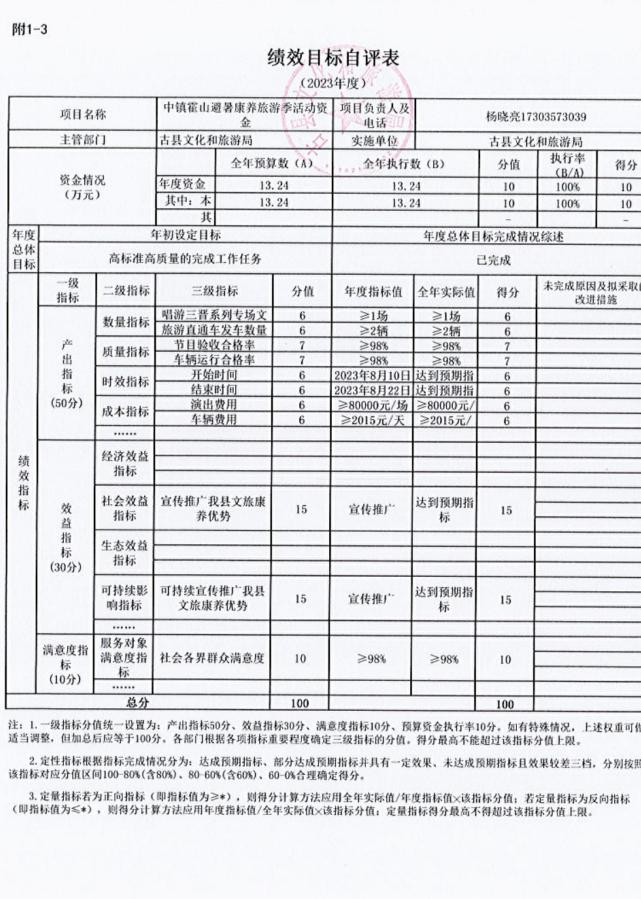 附1-3
绩效目标自评表
（2023年度）
项目名称 中镇霍山避暑康养旅游季活动资金 项目负责人及电话 杨晓亮17303573039
主管部门 古县文化和旅游局 实施单位 古县文化和旅游局
资金情况（万元） 全年预算数（A） 全年执行数（B） 分值 执行率（B/A） 得分
年度资金 13.24 13.24 10 100% 10
其中：本 13.24 13.24 10 100% 10
其 - -
年度总体目标 年初设定目标 年度总体目标完成情况综述
高标准高质量的完成工作任务 已完成
绩效指标 一级指标 二级指标 三级指标 分值 年度指标值 全年实际值 得分 未完成原因及拟采取的改进措施
产出指标(50分) 数量指标 唱游三晋系列专场文 6 ≥1场 ≥1场 6
旅游直通车发车数量 6 ≥2辆 ≥2辆 6
质量指标 节目验收合格率 7 ≥98% ≥98% 7
车辆运行合格率 7 ≥98% ≥98% 7
时效指标 开始时间 6 2023年8月10日 达到预期指 6
结束时间 6 2023年8月22日 达到预期指 6
成本指标 演出费用 6 ≥80000元/场 ≥80000元/ 6
车辆费用 6 ≥2015元/天 ≥2015元/ 6
……
效益指标(30分) 经济效益指标
社会效益指标 宣传推广我县文旅康养优势 15 宣传推广 达到预期指标 15
生态效益指标
可持续影响指标 可持续宣传推广我县文旅康养优势 15 宣传推广 达到预期指标 15
……
满意度指标(10分) 服务对象满意度指标 社会各界群众满意度 10 ≥98% ≥98% 10
……
总分 100 100
注：1.一级指标分值统一设置为：产出指标50分、效益指标30分、满意度指标10分、预算资金执行率10分。如有特殊情况，上述权重可做
适当调整，但加总后应等于100分。各部门根据各项指标重要程度确定三级指标的分值。得分最高不能超过该指标分值上限。
2.定性指标根据指标完成情况分为：达成预期指标、部分达成预期指标并具有一定效果、未达成预期指标且效果较差三档，分别按照
该指标对应分值区间100-80%(含80%)、80-60%(含60%)、60-0%合理确定得分。
3.定量指标若为正向指标（即指标值为≥*），则得分计算方法应用全年实际值/年度指标值×该指标分值；若定量指标为反向指标
（即指标值为≤*），则得分计算方法应用年度指标值/全年实际值×该指标分值；定量指标得分最高不得超过该指标分值上限。